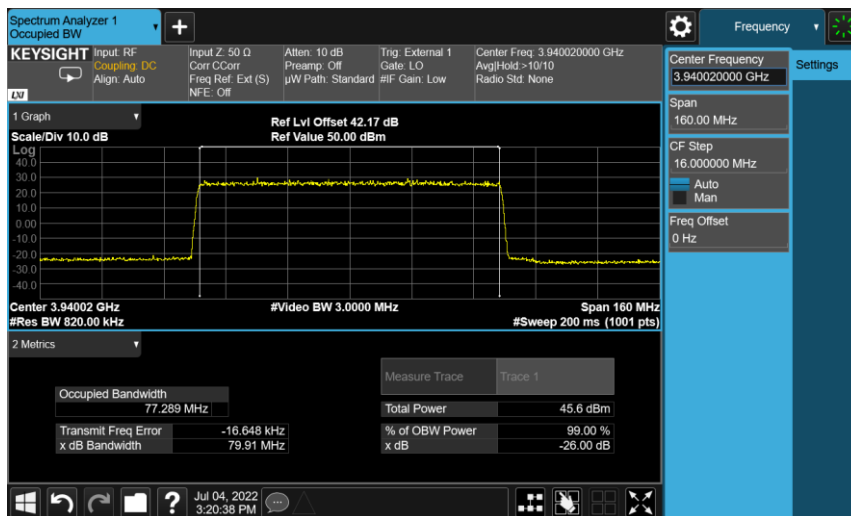 Spectrum Analyzer 1
Occupied BW
Frequency
KEYSIGHT
LXI
Input: RF
Coupling: DC
Align: Auto
Input Z: 50 Ω
Corr CCorr
Freq Ref: Ext (S)
NFE: Off
Atten: 10 dB
Preamp: Off
µW Path: Standard
Trig: External 1
Gate: LO
#IF Gain: Low
Center Freq: 3.940020000 GHz
Avg|Hold:>10/10
Radio Std: None
Center Frequency
3.940020000 GHz
Settings
Span
160.00 MHz
CF Step
16.000000 MHz
Auto
Man
Freq Offset
0 Hz
1 Graph
Scale/Div 10.0 dB
Ref Lvl Offset 42.17 dB
Ref Value 50.00 dBm
Log
40.0
30.0
20.0
10.0
0.00
-10.0
-20.0
-30.0
-40.0
Center 3.94002 GHz
#Res BW 820.00 kHz
#Video BW 3.0000 MHz
Span 160 MHz
#Sweep 200 ms (1001 pts)
2 Metrics
Measure Trace Trace 1
Occupied Bandwidth
77.289 MHz
Total Power 45.6 dBm
Transmit Freq Error -16.648 kHz
% of OBW Power 99.00 %
x dB Bandwidth 79.91 MHz
x dB -26.00 dB
Jul 04, 2022
3:20:38 PM